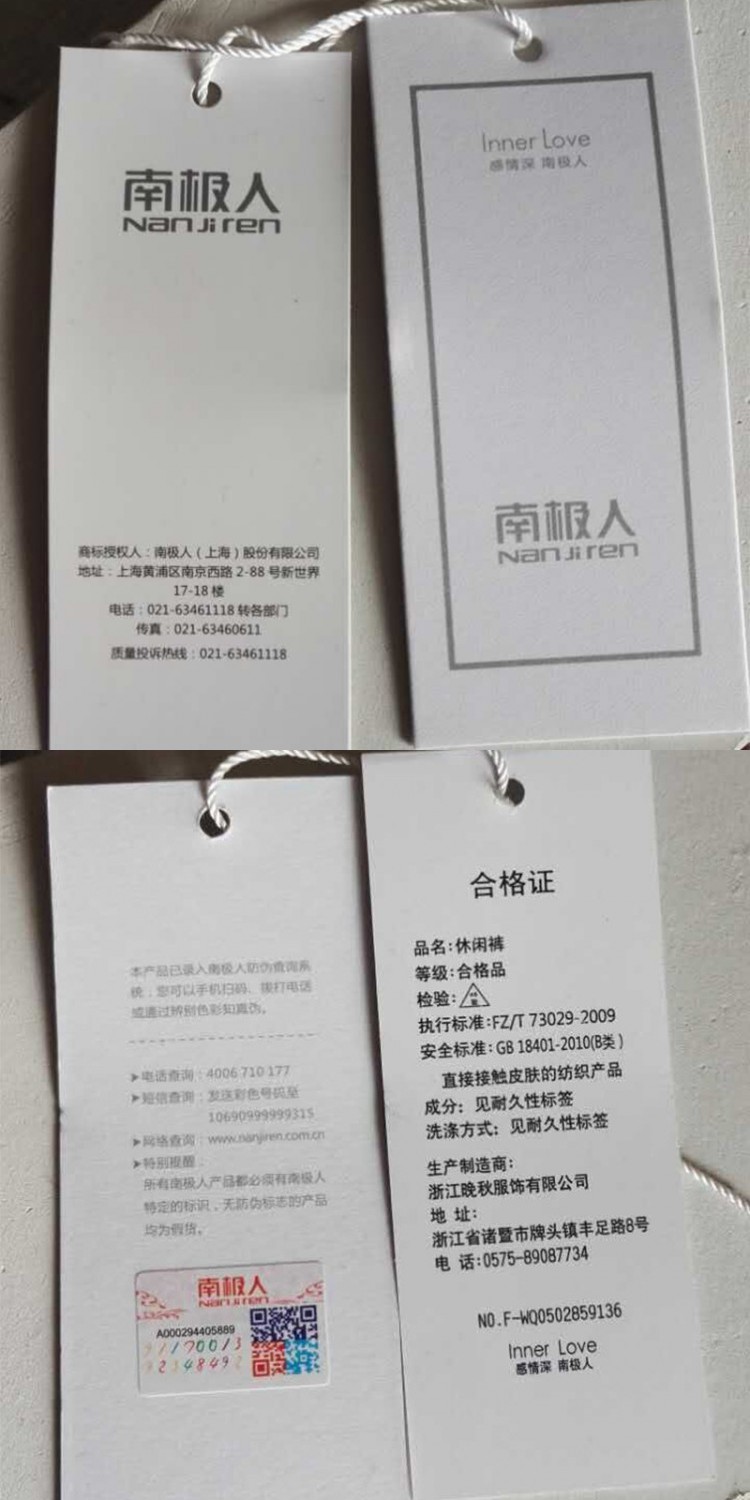 南极人
NanJiren
商标授权人：南极人（上海）股份有限公司
地址：上海黄浦区南京西路 2-88 号新世界
17-18 楼
电话：021-63461118 转各部门
传真：021-63460611
质量投诉热线：021-63461118
Inner Love
感情深 南极人
南极人
NanJiren
本产品已录入南极人防伪查询系
统，您可以手机扫码、拨打电话
或通过辨别色彩知真伪。
➤电话查询：4006 710 177
➤短信查询：发送彩色号码至
10690999999315
➤网络查询：www.nanjiren.com.cn
➤特别提醒：
所有南极人产品都必须有南极人
特定的标识，无防伪标志的产品
均为假货。
南极人
NanJiren
A000294405889
91170013
92348492
合格证
品名:休闲裤
等级:合格品
检验:
执行标准:FZ/T 73029-2009
安全标准: GB 18401-2010(B类)
直接接触皮肤的纺织产品
成分: 见耐久性标签
洗涤方式: 见耐久性标签
生产制造商:
浙江晚秋服饰有限公司
地 址:
浙江省诸暨市牌头镇丰足路8号
电 话:0575-89087734
NO.F-WQ0502859136
Inner Love
感情深 南极人